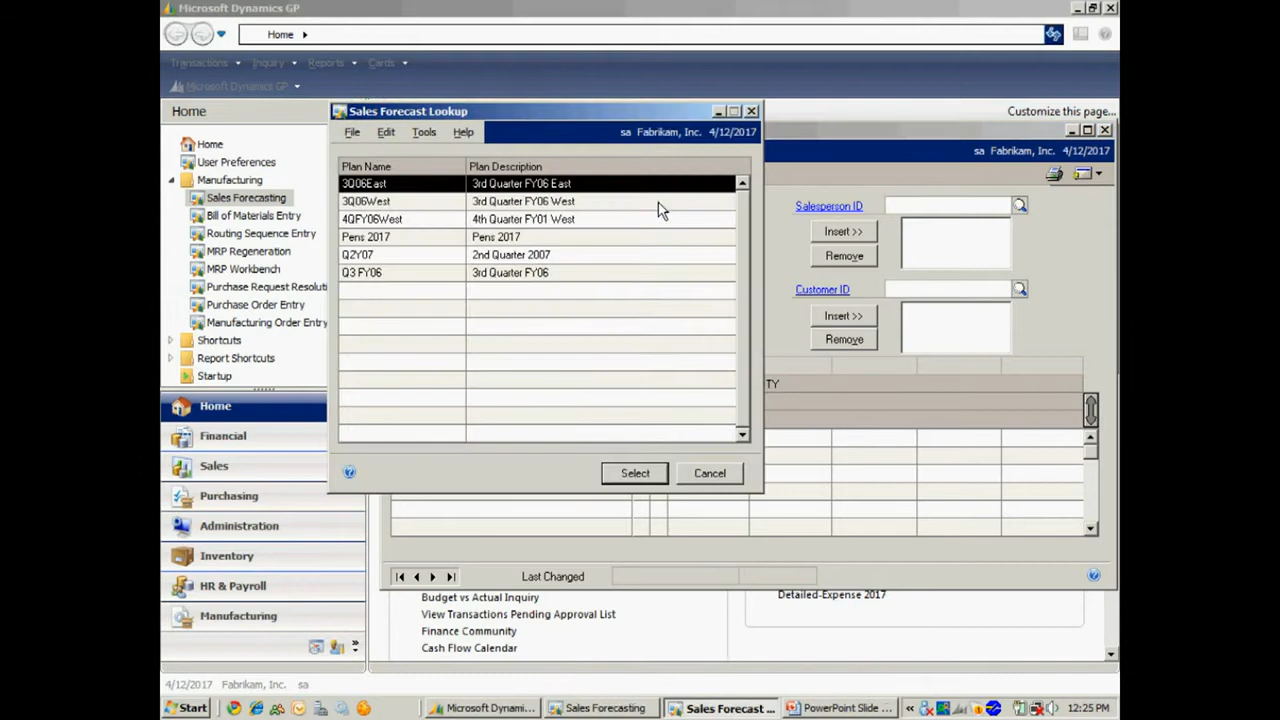 Microsoft Dynamics GP
Home
Transactions Inquiry Reports Cards
Microsoft Dynamics GP
Home
Customize this page...
Home
User Preferences
Manufacturing
Sales Forecasting
Bill of Materials Entry
Routing Sequence Entry
MRP Regeneration
MRP Workbench
Purchase Request Resoluti
Purchase Order Entry
Manufacturing Order Entry
Shortcuts
Report Shortcuts
Startup
Home
Financial
Sales
Purchasing
Administration
Inventory
HR & Payroll
Manufacturing
Sales Forecast Lookup
File Edit Tools Help
sa Fabrikam, Inc. 4/12/2017
Plan Name Plan Description
3Q06East 3rd Quarter FY06 East
3Q06West 3rd Quarter FY06 West
4QFY06West 4th Quarter FY01 West
Pens 2017 Pens 2017
Q2Y07 2nd Quarter 2007
Q3 FY06 3rd Quarter FY06
Select Cancel
sa Fabrikam, Inc. 4/12/2017
Salesperson ID
Insert >>
Remove
Customer ID
Insert >>
Remove
TY
Last Changed
Budget vs Actual Inquiry
View Transactions Pending Approval List
Finance Community
Cash Flow Calendar
Detailed-Expense 2017
4/12/2017 Fabrikam, Inc. sa
Start
Microsoft Dynami...
Sales Forecasting
Sales Forecast ...
PowerPoint Slide ...
12:25 PM